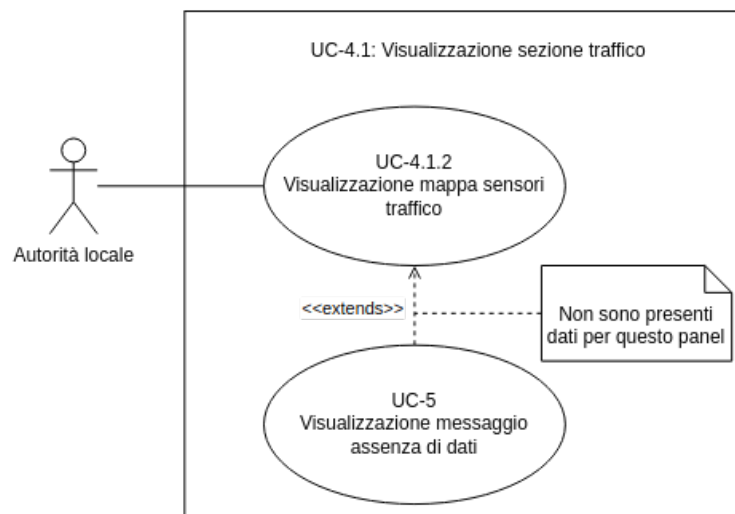 UC-4.1: Visualizzazione sezione traffico
UC-4.1.2
Visualizzazione mappa sensori
traffico
Autorità locale
<<extends>>
Non sono presenti
dati per questo panel
UC-5
Visualizzazione messaggio
assenza di dati